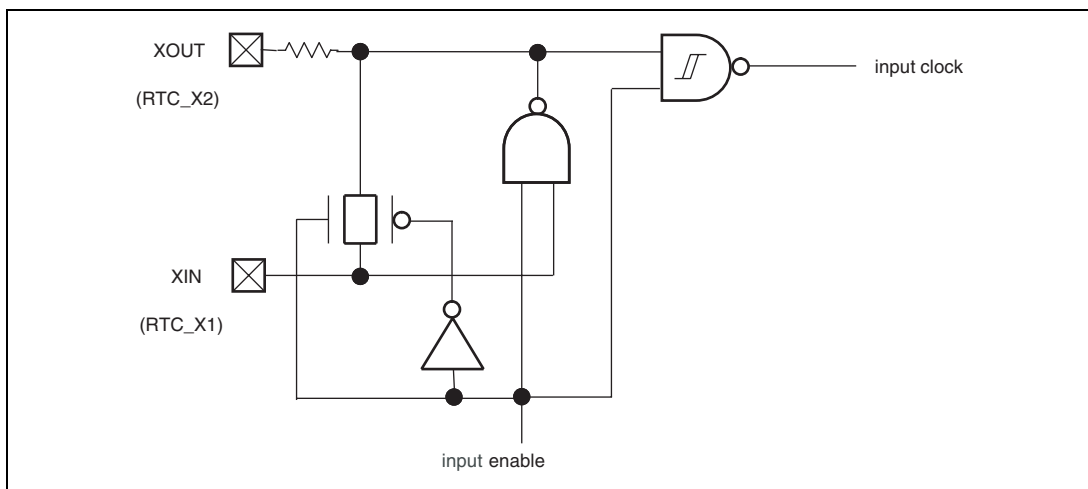 XOUT
(RTC_X2)
input clock
XIN
(RTC_X1)
input enable